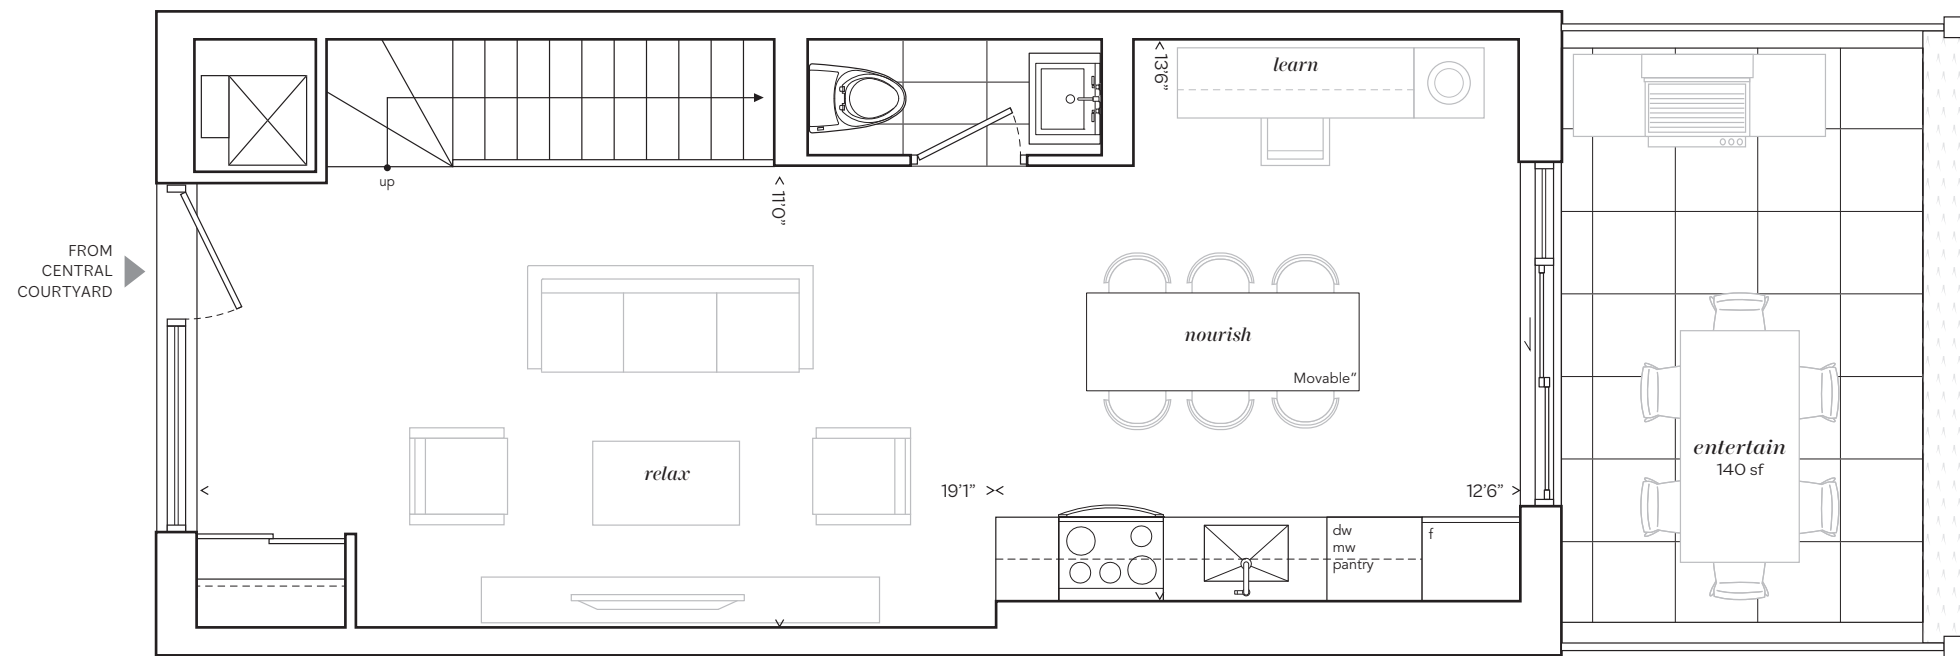 learn
13'6"
up
11'0"
FROM
CENTRAL
COURTYARD
nourish
Movable"
relax
entertain
140 sf
19'1"
12'6"
dw
mw
pantry
f